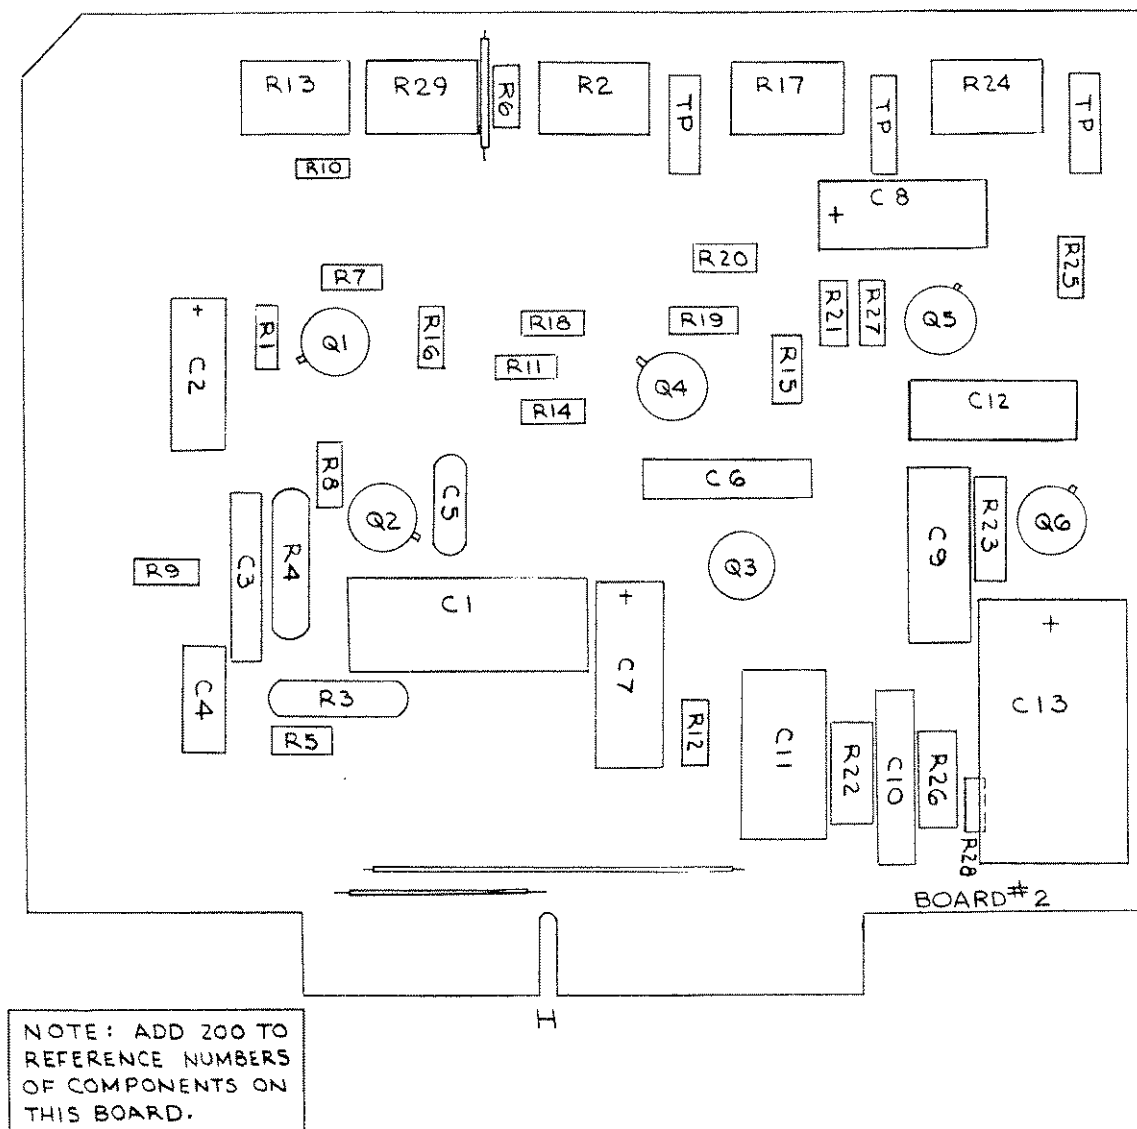 R13
R29
R6
R2
TP
R17
TP
R24
TP
R10
C8
+
R20
R25
R7
R21
R27
Q5
+
C2
R1
Q1
R16
R18
R19
R11
R15
Q4
R14
C12
R8
C5
C6
Q2
C9
R23
Q6
R9
C3
R4
Q3
C1
+
C7
+
C13
C4
R3
R5
R12
C11
R22
C10
R26
R28
BOARD #2
H
NOTE: ADD 200 TO
REFERENCE NUMBERS
OF COMPONENTS ON
THIS BOARD.